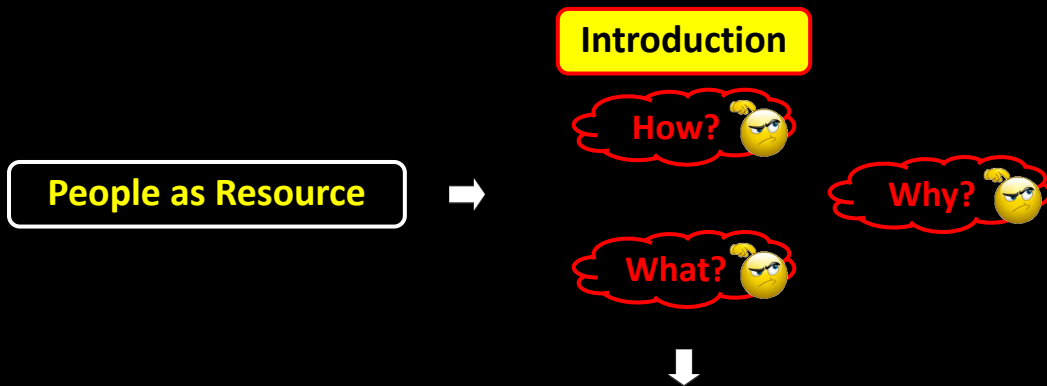 Introduction
How?
People as Resource
Why?
What?